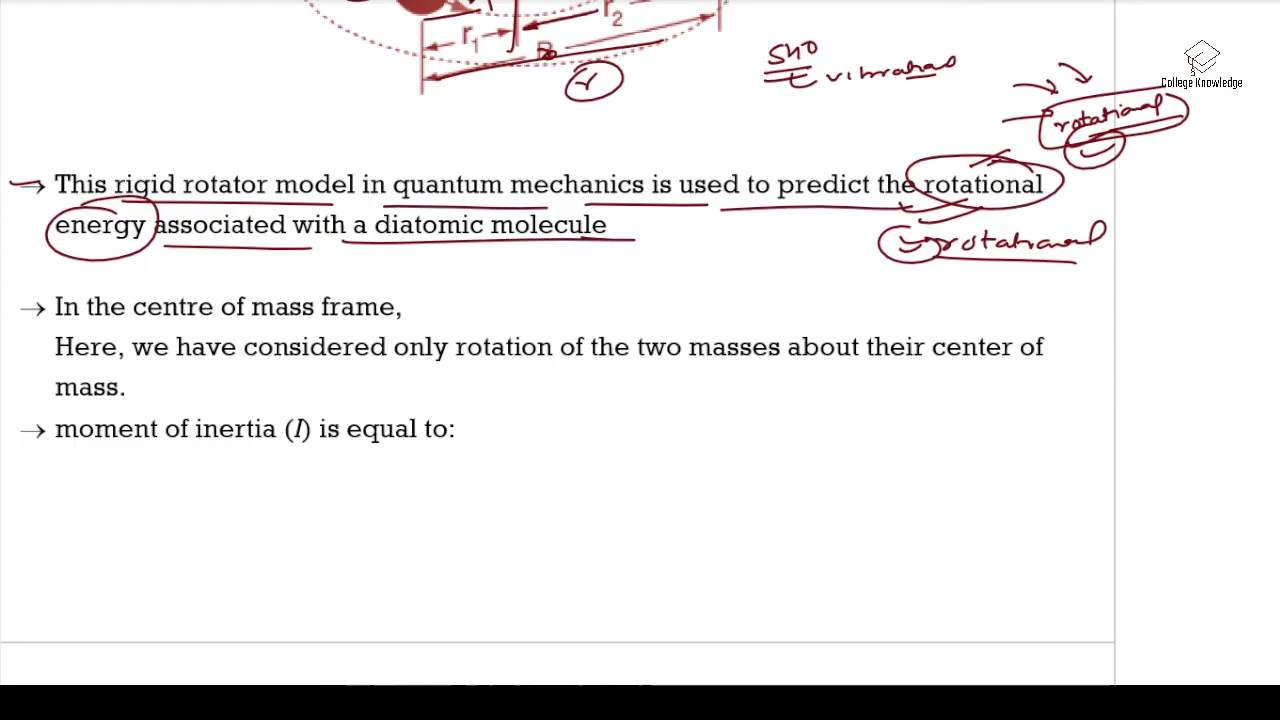 r₁
r₂
SHO
vibration
College Knowledge
rotational
→ This rigid rotator model in quantum mechanics is used to predict the rotational
energy associated with a diatomic molecule
rotational
→ In the centre of mass frame,
Here, we have considered only rotation of the two masses about their center of
mass.
→ moment of inertia (I) is equal to: